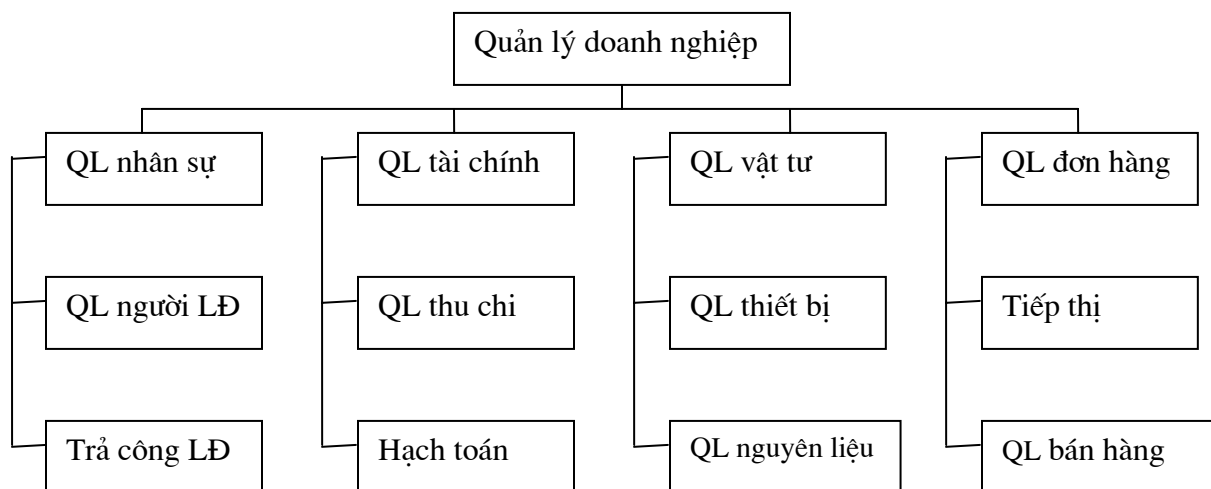 Quản lý doanh nghiệp
QL nhân sự
QL tài chính
QL vật tư
QL đơn hàng
QL người LĐ
QL thu chi
QL thiết bị
Tiếp thị
Trả công LĐ
Hạch toán
QL nguyên liệu
QL bán hàng